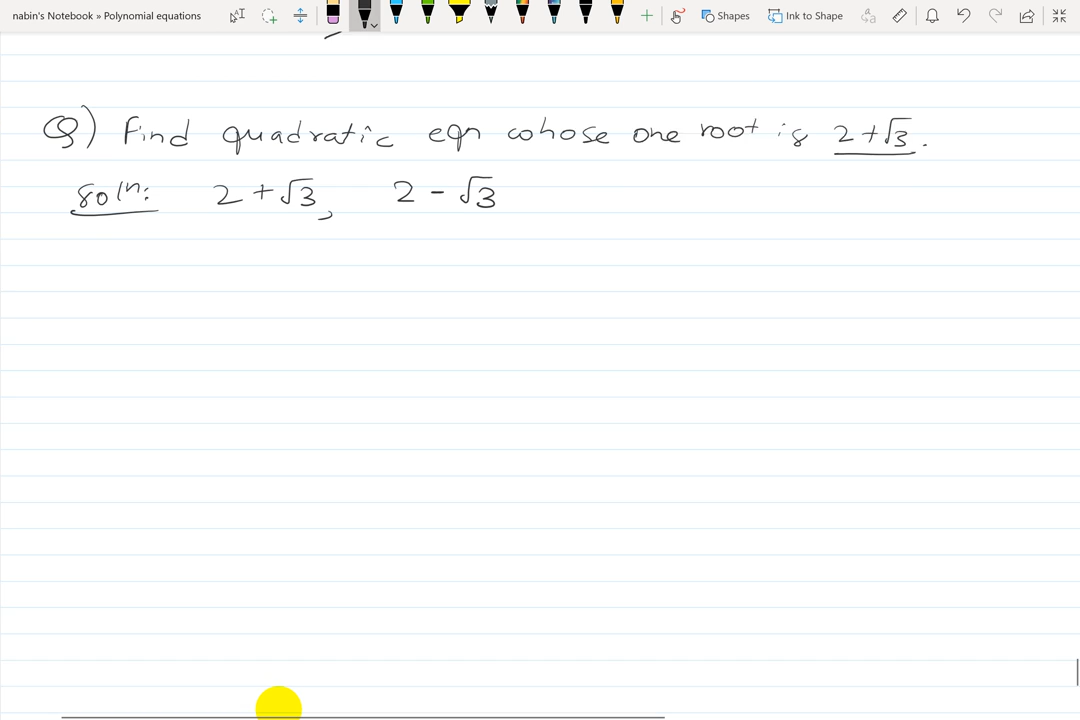 nabin's Notebook » Polynomial equations
Shapes
Ink to Shape
Q) Find quadratic eqn whose one root is 2 + √3.
soln: 2 + √3, 2 - √3